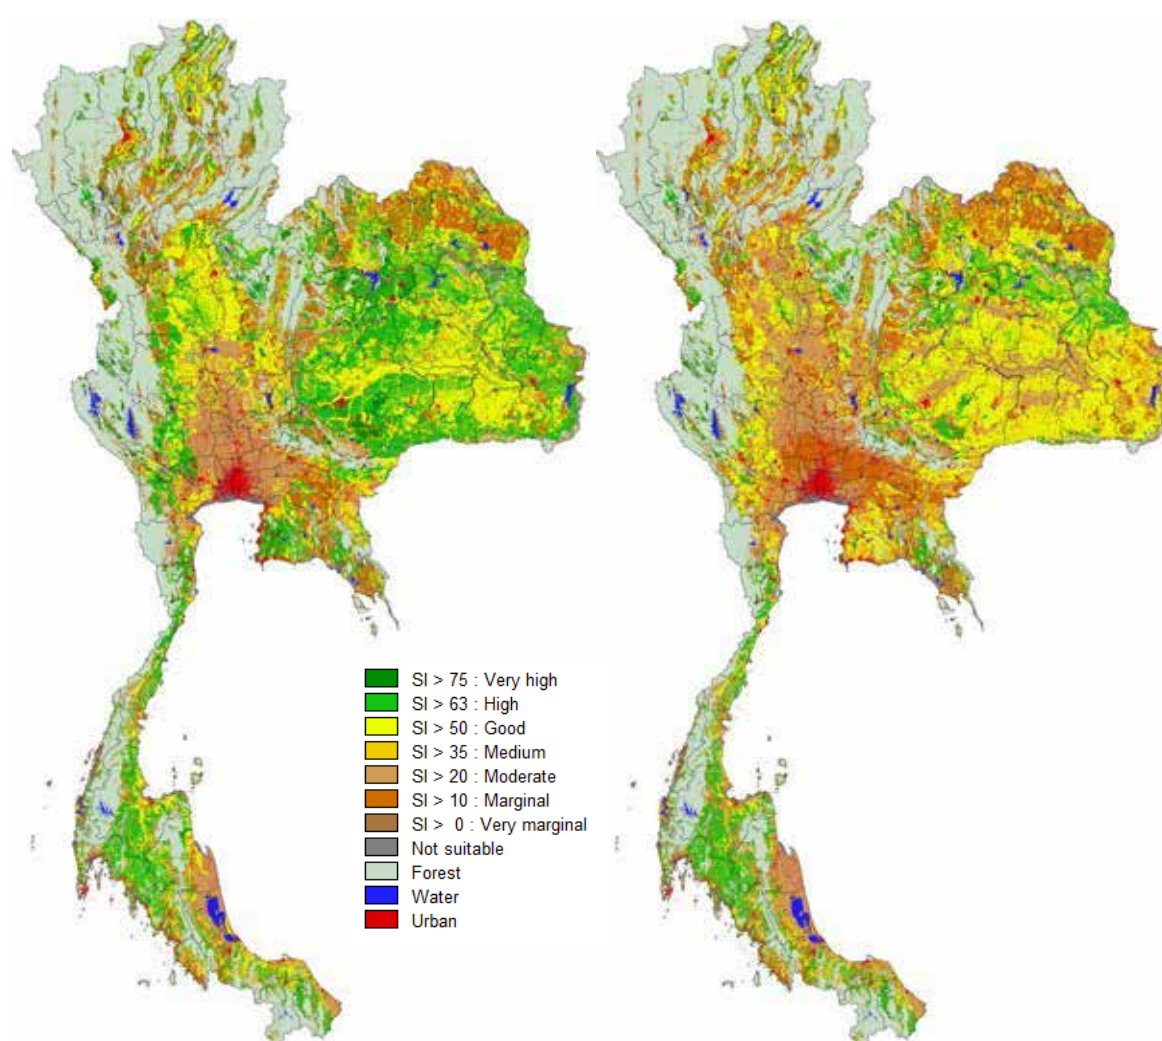 SI > 75 : Very high
SI > 63 : High
SI > 50 : Good
SI > 35 : Medium
SI > 20 : Moderate
SI > 10 : Marginal
SI > 0 : Very marginal
Not suitable
Forest
Water
Urban